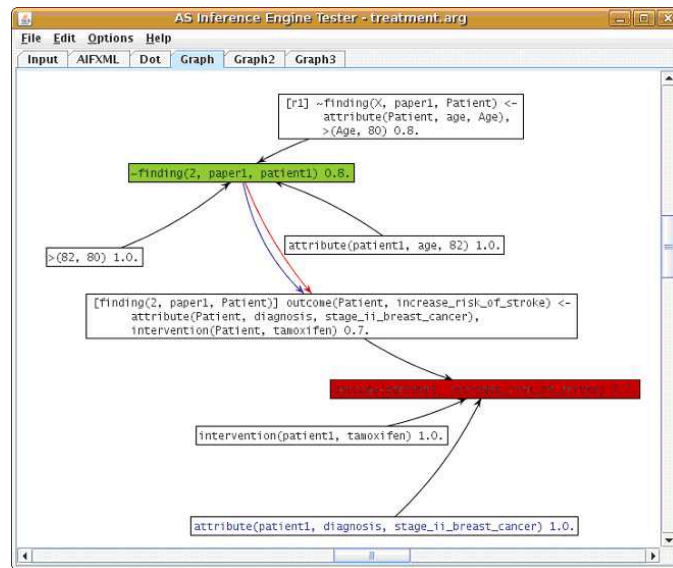 AS Inference Engine Tester - treatment.arg
File Edit Options Help
Input AIFXML Dot Graph Graph2 Graph3
[r1] ~finding(X, paper1, Patient) <-
attribute(Patient, age, Age),
>(Age, 80) 0.8.
~finding(2, paper1, patient1) 0.8.
>(82, 80) 1.0.
attribute(patient1, age, 82) 1.0.
[finding(2, paper1, Patient)] outcome(Patient, increase_risk_of_stroke) <-
attribute(Patient, diagnosis, stage_ii_breast_cancer),
intervention(Patient, tamoxifen) 0.7.
intervention(patient1, tamoxifen) 1.0.
attribute(patient1, diagnosis, stage_ii_breast_cancer) 1.0.